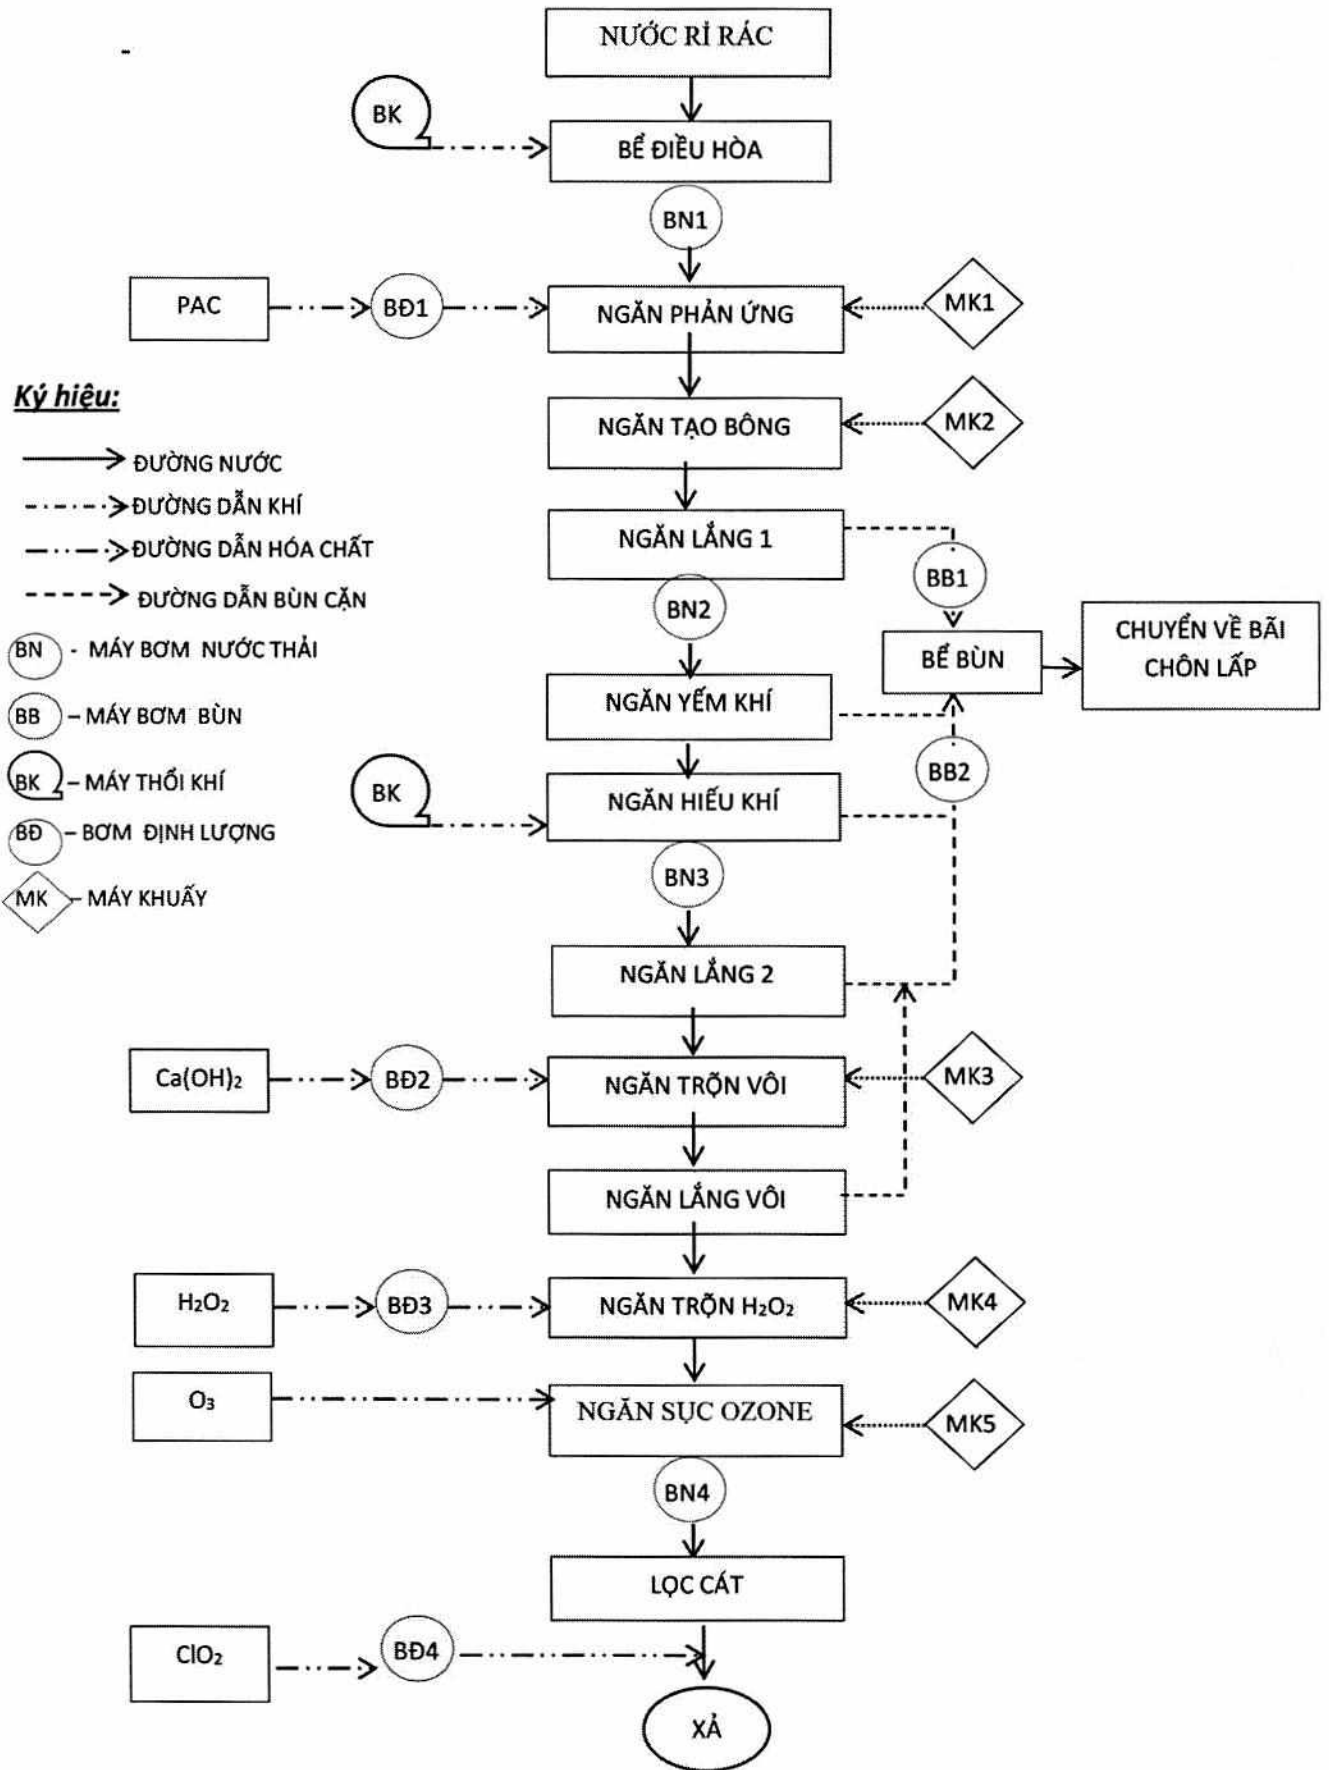 NƯỚC RỈ RÁC
BK
BỂ ĐIỀU HÒA
BN1
PAC
BĐ1
NGĂN PHẢN ỨNG
MK1
Ký hiệu:
NGĂN TẠO BÔNG
MK2
ĐƯỜNG NƯỚC
ĐƯỜNG DẪN KHÍ
ĐƯỜNG DẪN HÓA CHẤT
ĐƯỜNG DẪN BÙN CẶN
BN - MÁY BƠM NƯỚC THẢI
BB – MÁY BƠM BÙN
BK – MÁY THỔI KHÍ
BĐ – BƠM ĐỊNH LƯỢNG
MK – MÁY KHUẤY
NGĂN LẮNG 1
BB1
BN2
BỂ BÙN
CHUYỂN VỀ BÃI
CHÔN LẤP
NGĂN YẾM KHÍ
BB2
BK
NGĂN HIẾU KHÍ
BN3
NGĂN LẮNG 2
Ca(OH)₂
BĐ2
NGĂN TRỘN VÔI
MK3
NGĂN LẮNG VÔI
H₂O₂
BĐ3
NGĂN TRỘN H₂O₂
MK4
O₃
NGĂN SỤC OZONE
MK5
BN4
LỌC CÁT
ClO₂
BĐ4
XẢ